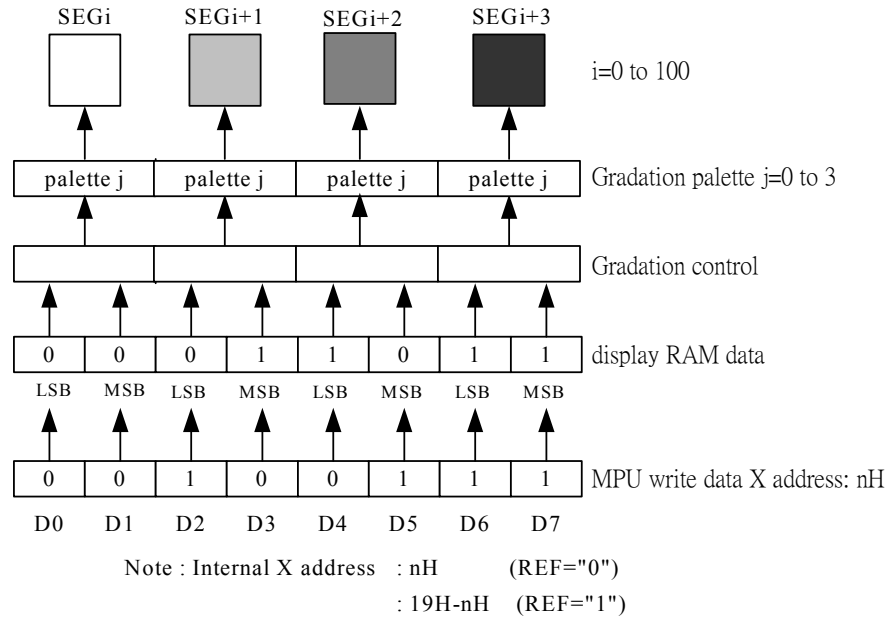 SEGi SEGi+1 SEGi+2 SEGi+3
i=0 to 100
palette j palette j palette j palette j Gradation palette j=0 to 3
Gradation control
0 0 0 1 1 0 1 1 display RAM data
LSB MSB LSB MSB LSB MSB LSB MSB
0 0 1 0 0 1 1 1 MPU write data X address: nH
D0 D1 D2 D3 D4 D5 D6 D7
Note : Internal X address : nH (REF="0")
: 19H-nH (REF="1")